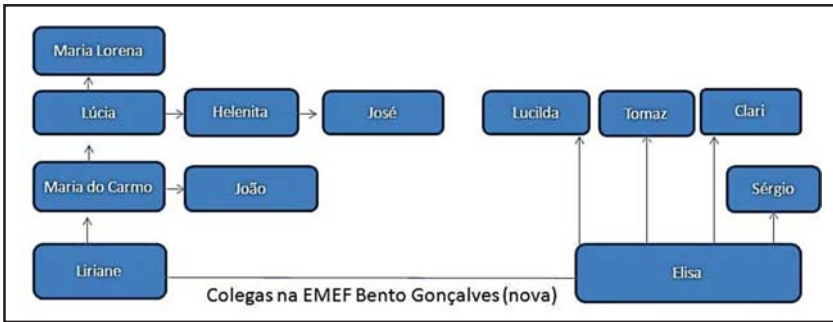 Maria Lorena
Lúcia
Helenita
José
Lucilda
Tomaz
Clari
Maria do Carmo
João
Sérgio
Liriane
Elisa
Colegas na EMEF Bento Gonçalves (nova)